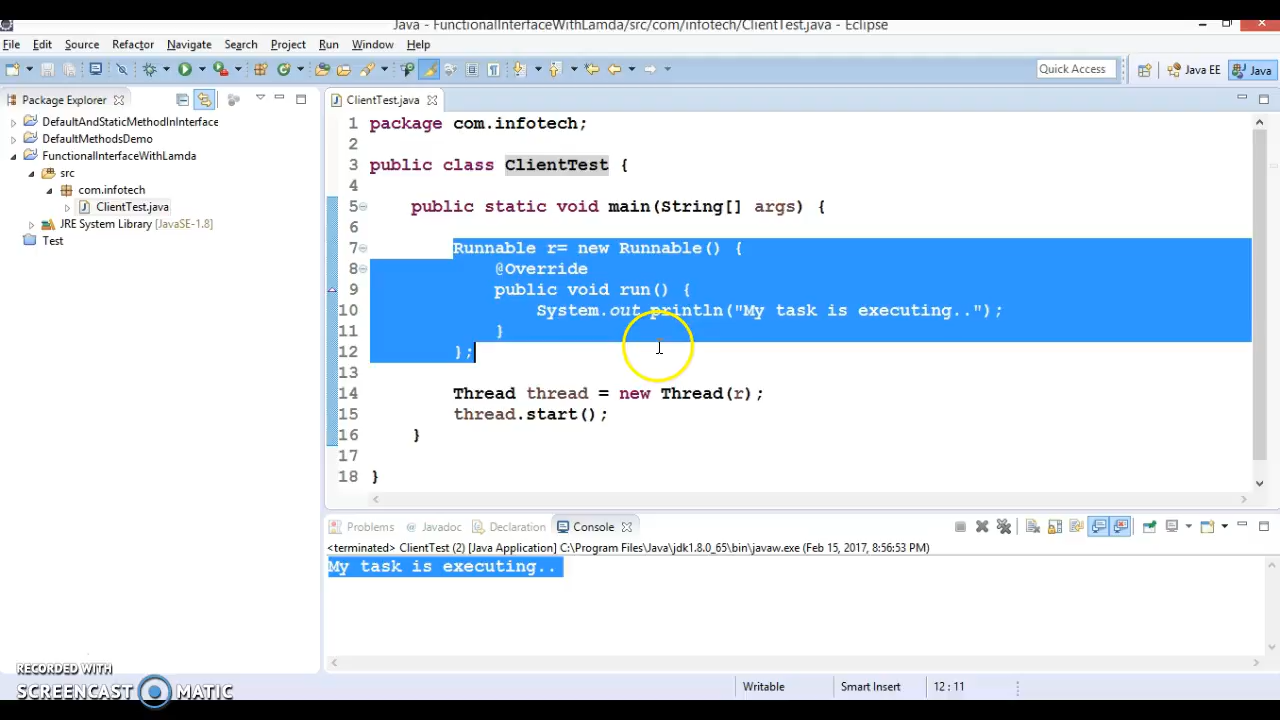 Java - FunctionalInterfaceWithLamda/src/com/infotech/ClientTest.java - Eclipse
File Edit Source Refactor Navigate Search Project Run Window Help
Quick Access
Java EE
Java
Package Explorer
DefaultAndStaticMethodInInterface
DefaultMethodsDemo
FunctionalInterfaceWithLamda
src
com.infotech
ClientTest.java
JRE System Library [JavaSE-1.8]
Test
ClientTest.java
1 package com.infotech;
2
3 public class ClientTest {
4
5 public static void main(String[] args) {
6
7 Runnable r= new Runnable() {
8 @Override
9 public void run() {
10 System.out.println("My task is executing..");
11 }
12 };
13
14 Thread thread = new Thread(r);
15 thread.start();
16 }
17
18 }
Problems Javadoc Declaration Console
<terminated> ClientTest (2) [Java Application] C:\Program Files\Java\jdk1.8.0_65\bin\javaw.exe (Feb 15, 2017, 8:56:53 PM)
My task is executing..
RECORDED WITH
SCREENCAST MATIC
Writable Smart Insert 12 : 11